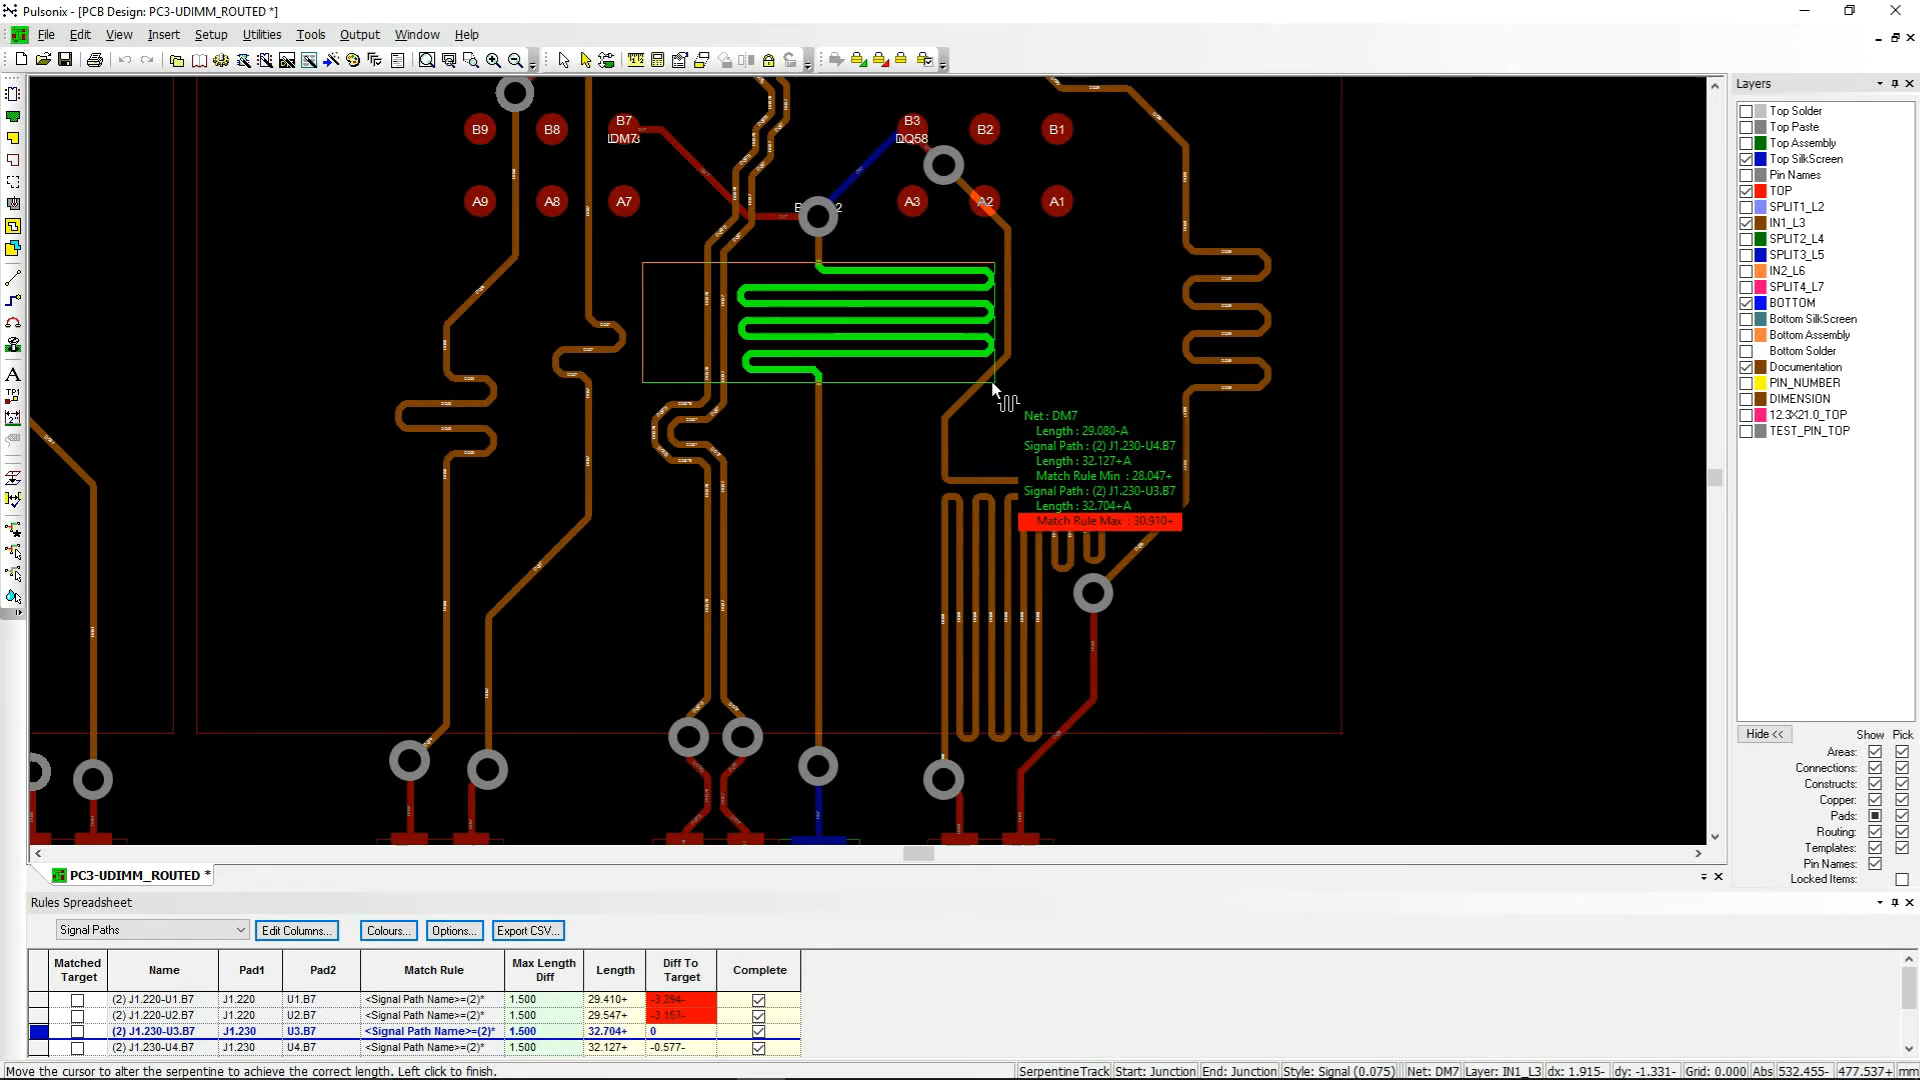 Pulsonix - [PCB Design: PC3-UDIMM_ROUTED *]
File Edit View Insert Setup Utilities Tools Output Window Help
Layers
Top Solder
Top Paste
Top Assembly
Top SilkScreen
Pin Names
TOP
SPLIT1_L2
IN1_L3
SPLIT2_L4
SPLIT3_L5
IN2_L6
SPLIT4_L7
BOTTOM
Bottom SilkScreen
Bottom Assembly
Bottom Solder
Documentation
PIN_NUMBER
DIMENSION
12.3X21.0_TOP
TEST_PIN_TOP
B9 B8 B7 B3 B2 B1
DQ58
A9 A8 A7 A3 A2 A1
Net : DM7
Length : 29.080-A
Signal Path : (2) J1.230-U4.B7
Length : 32.127+A
Match Rule Min : 28.047+
Signal Path : (2) J1.230-U3.B7
Length : 32.704+A
Match Rule Max : 30.910+
Hide << Show Pick
Areas:
Connections:
Constructs:
Copper:
Pads:
Routing:
Templates:
Pin Names:
Locked Items:
PC3-UDIMM_ROUTED *
Rules Spreadsheet
Signal Paths Edit Columns... Colours... Options... Export CSV...
Matched Target Name Pad1 Pad2 Match Rule Max Length Diff Length Diff To Target Complete
(2) J1.220-U1.B7 J1.220 U1.B7 <Signal Path Name>=(2)* 1.500 29.410+ -3.294-
(2) J1.220-U2.B7 J1.220 U2.B7 <Signal Path Name>=(2)* 1.500 29.547+ -3.157-
(2) J1.230-U3.B7 J1.230 U3.B7 <Signal Path Name>=(2)* 1.500 32.704+ 0
(2) J1.230-U4.B7 J1.230 U4.B7 <Signal Path Name>=(2)* 1.500 32.127+ -0.577-
Move the cursor to alter the serpentine to achieve the correct length. Left click to finish. SerpentineTrack Start: Junction End: Junction Style: Signal (0.075) Net: DM7 Layer: IN1_L3 dx: 1.915- dy: -1.331- Grid: 0.000 Abs 532.455- 477.537+ mm